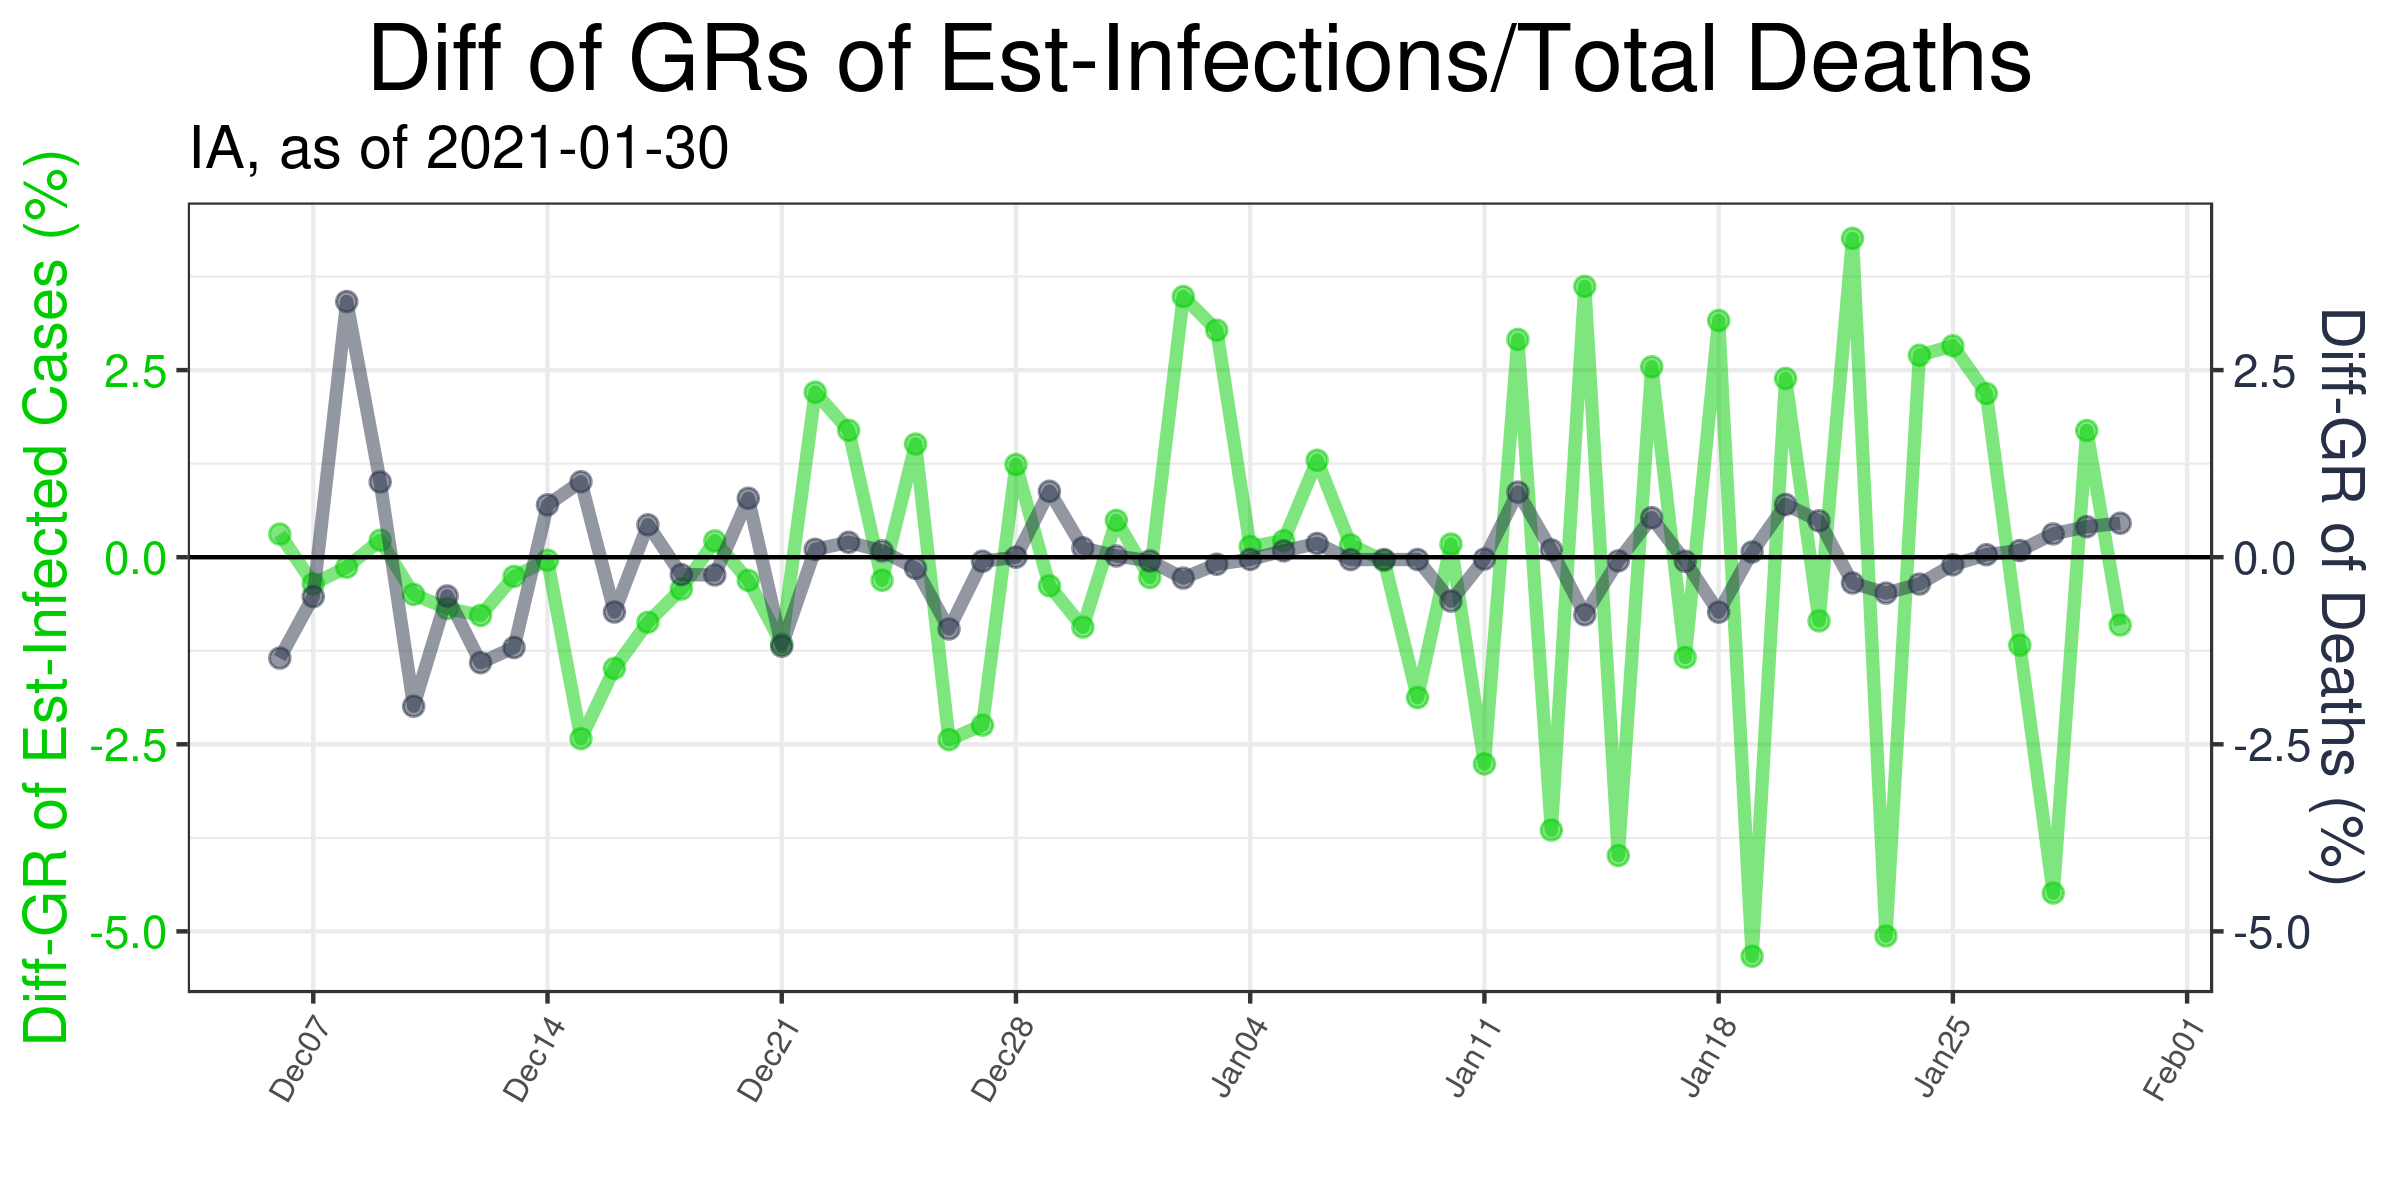 Diff of GRs of Est-Infections/Total Deaths
IA, as of 2021-01-30
Diff-GR of Est-Infected Cases (%)
2.5
0.0
-2.5
-5.0
2.5
0.0
-2.5
-5.0
Diff-GR of Deaths (%)
Dec07
Dec14
Dec21
Dec28
Jan04
Jan11
Jan18
Jan25
Feb01